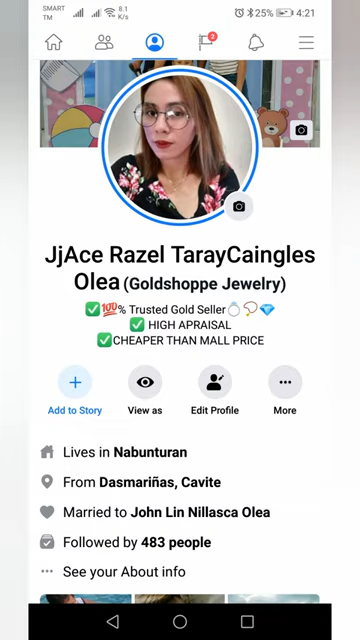 SMART
TM
8.1
K/s
25%
4:21
2
JjAce Razel TarayCaingles
Olea (Goldshoppe Jewelry)
✅💯% Trusted Gold Seller💍📿💎
✅ HIGH APRAISAL
✅CHEAPER THAN MALL PRICE
Add to Story
View as
Edit Profile
More
Lives in Nabunturan
From Dasmariñas, Cavite
Married to John Lin Nillasca Olea
Followed by 483 people
See your About info